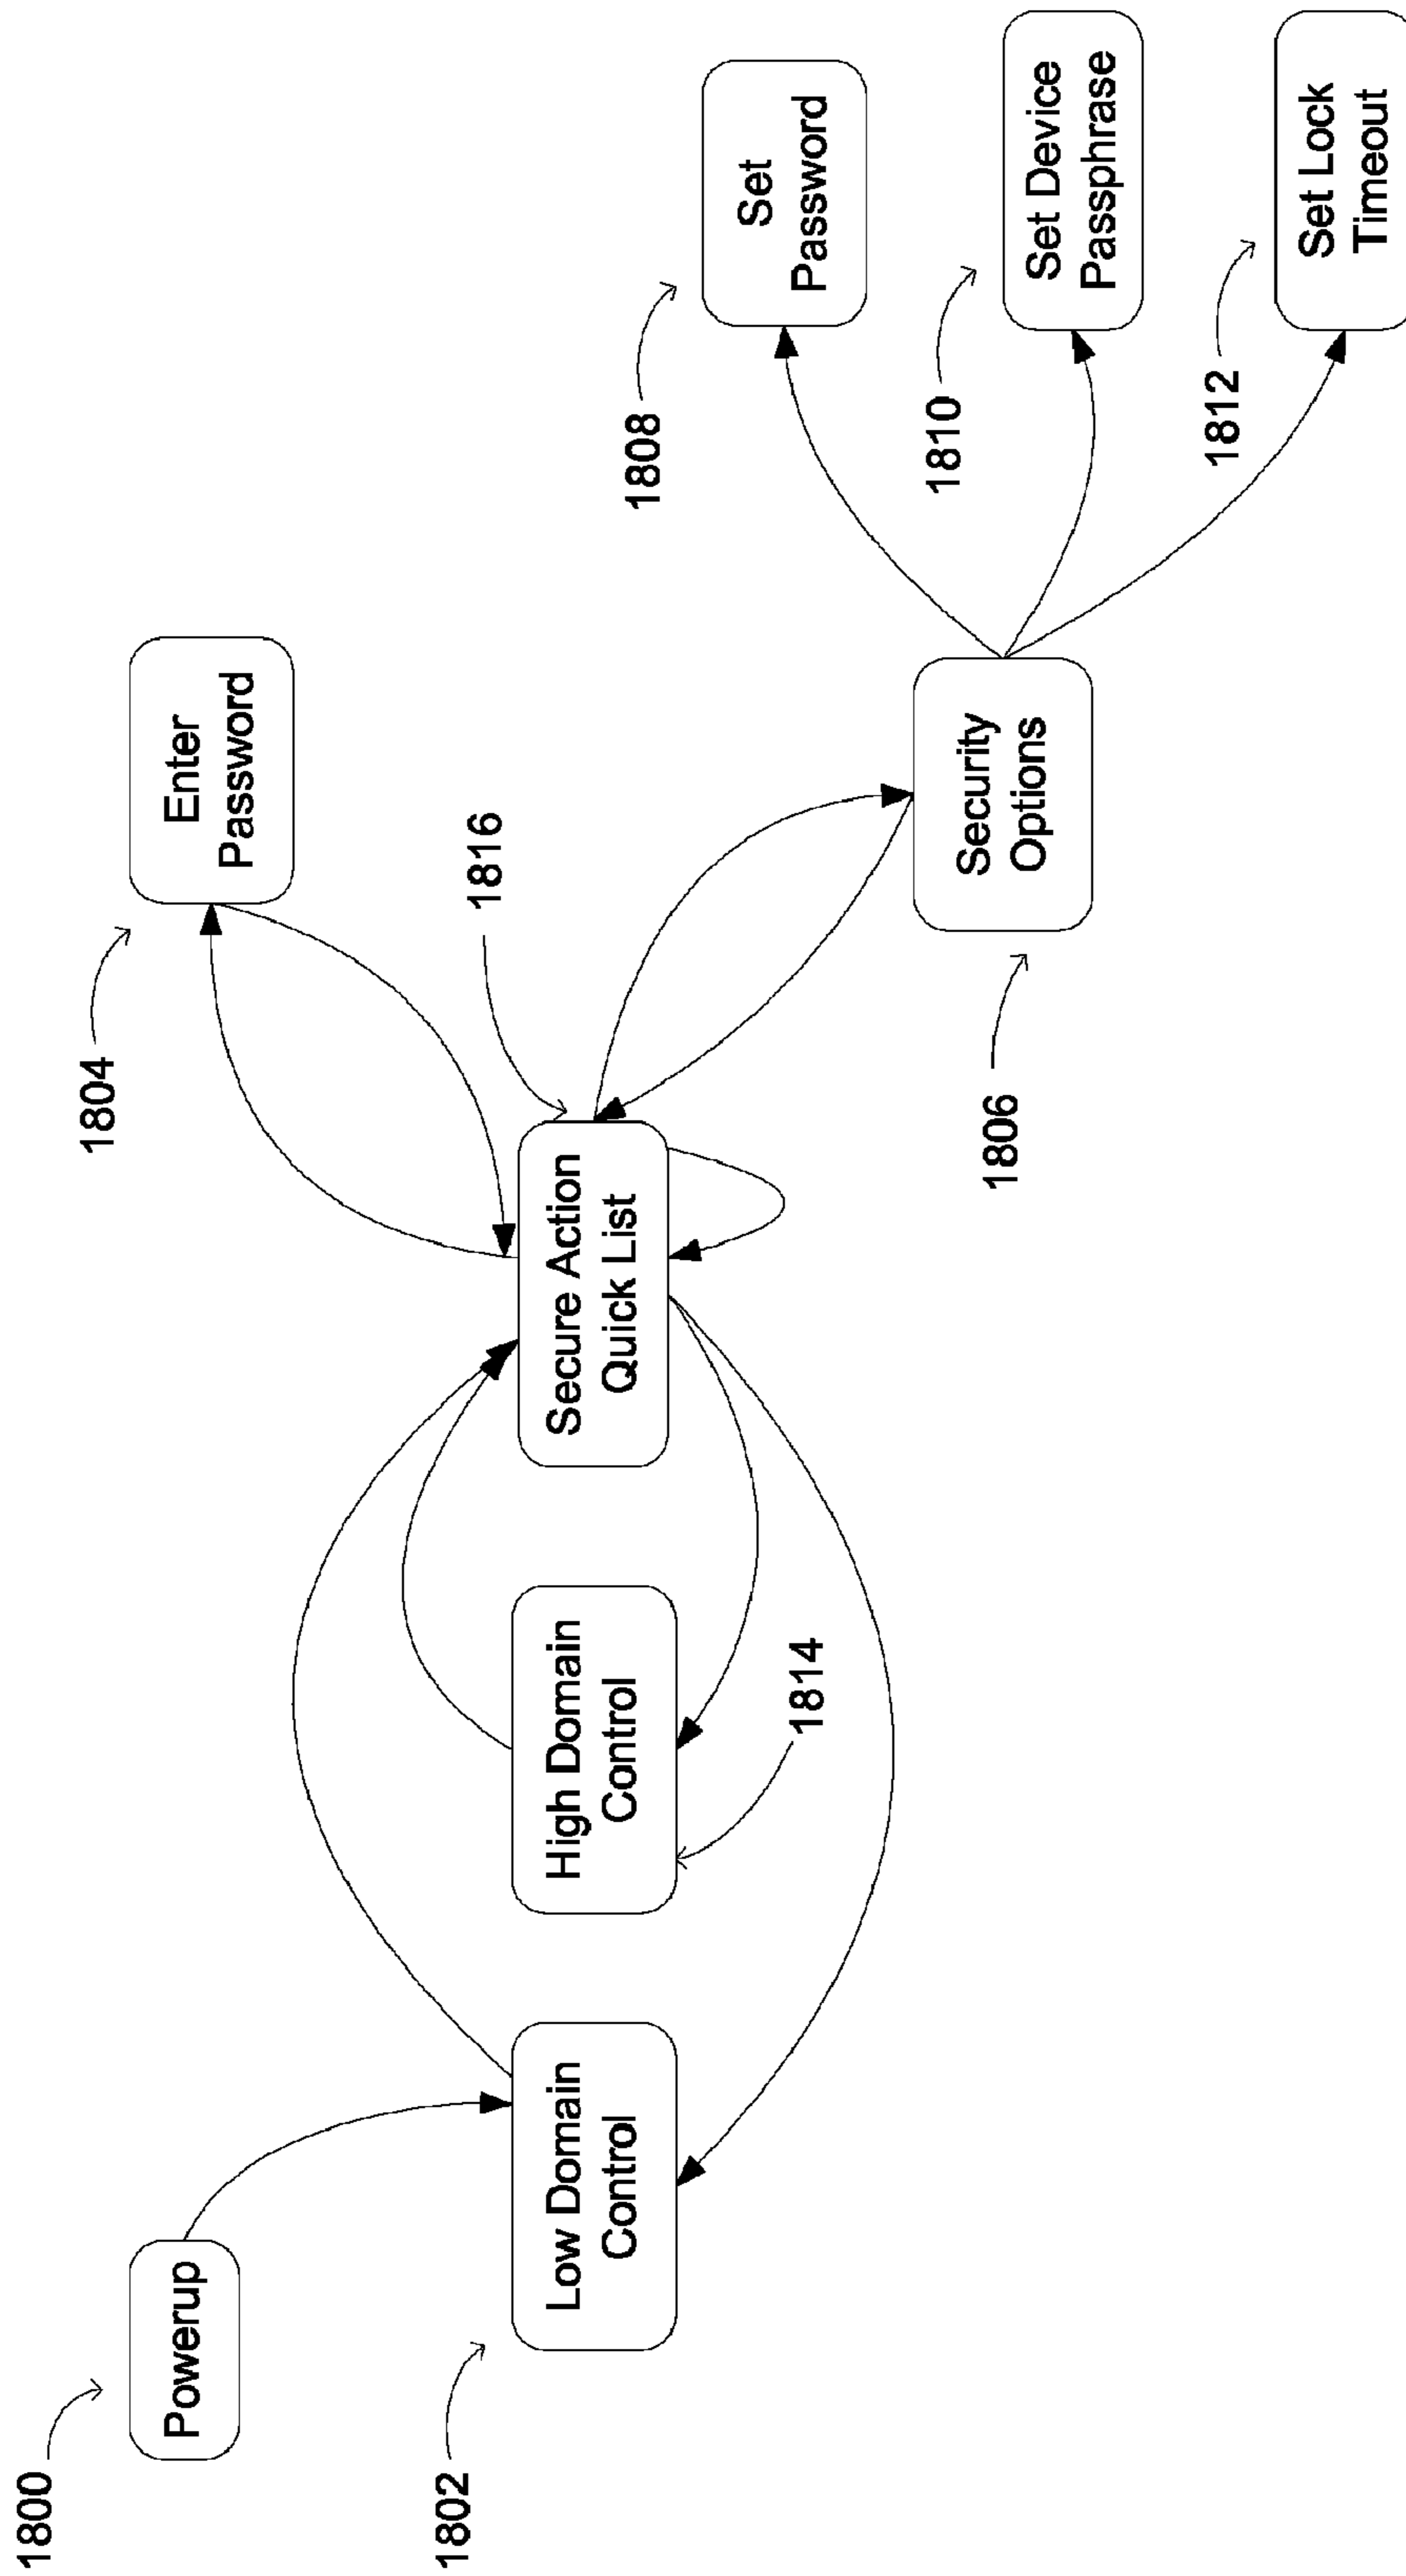 1800
Powerup
1802
Low Domain
Control
High Domain
Control
1814
Secure Action
Quick List
1816
1804
Enter
Password
1806
Security
Options
1808
Set
Password
1810
Set Device
Passphrase
1812
Set Lock
Timeout